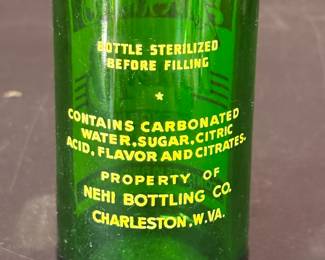 BOTTLE STERILIZED
BEFORE FILLING
*
CONTAINS CARBONATED
WATER, SUGAR, CITRIC
ACID, FLAVOR AND CITRATES.
PROPERTY OF
NEHI BOTTLING CO.
CHARLESTON, W.VA.